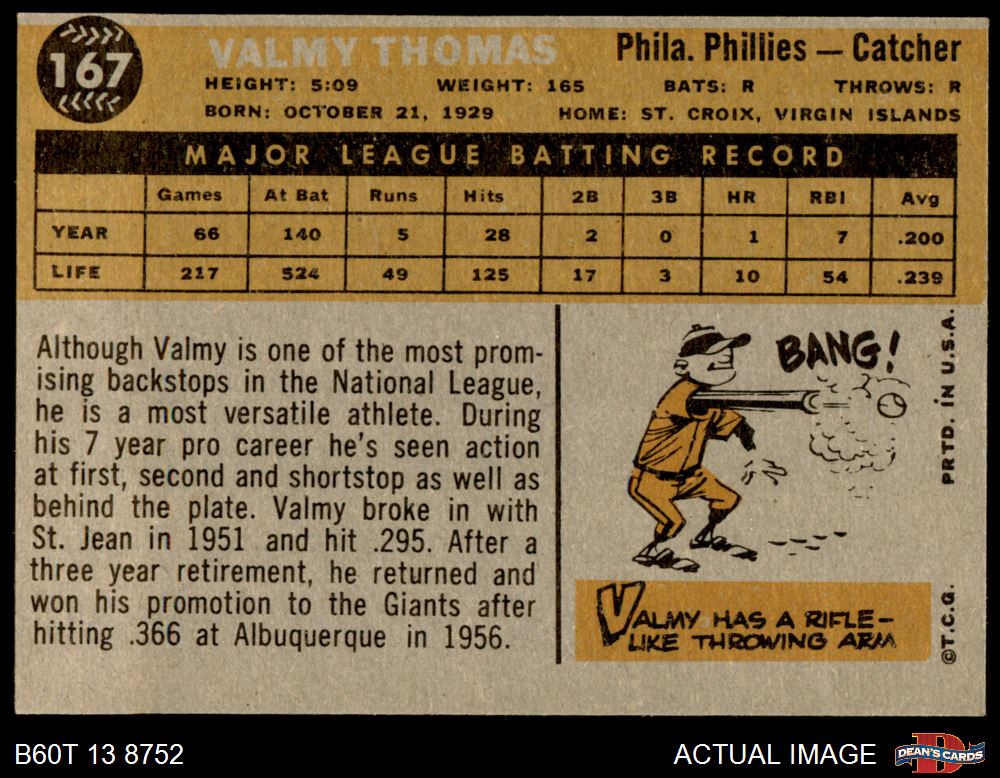 167
VALMY THOMAS
Phila. Phillies — Catcher
HEIGHT: 5:09 WEIGHT: 165 BATS: R THROWS: R
BORN: OCTOBER 21, 1929 HOME: ST. CROIX, VIRGIN ISLANDS
MAJOR LEAGUE BATTING RECORD
Games At Bat Runs Hits 2B 3B HR RBI Avg
YEAR 66 140 5 28 2 0 1 7 .200
LIFE 217 524 49 125 17 3 10 54 .239
Although Valmy is one of the most prom-
ising backstops in the National League,
he is a most versatile athlete. During
his 7 year pro career he's seen action
at first, second and shortstop as well as
behind the plate. Valmy broke in with
St. Jean in 1951 and hit .295. After a
three year retirement, he returned and
won his promotion to the Giants after
hitting .366 at Albuquerque in 1956.
BANG!
VALMY HAS A RIFLE-
LIKE THROWING ARM
©T.C.G. PRTD. IN U.S.A.
B60T 13 8752
ACTUAL IMAGE
D
DEAN'S CARDS